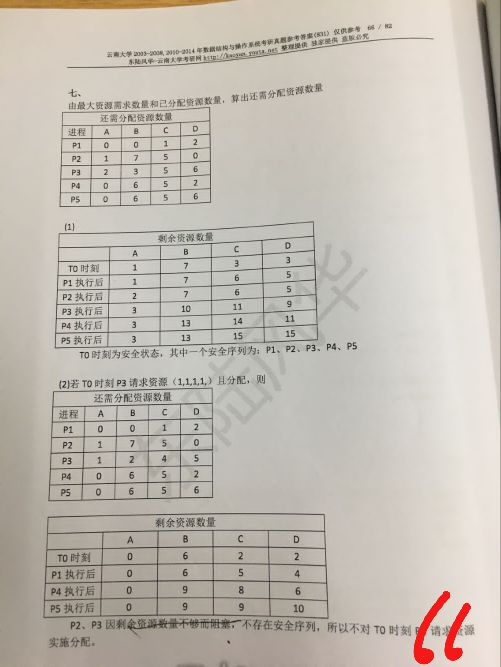 云南大学 2003-2008,2010-2014 年数据结构与操作系统考研真题参考答案(831) 仅供参考 66 / 82
东陆风华-云南大学考研网 http://kaoyan.ynutx.net 整理提供 独家提供 盗版必究
七、
由最大资源需求数量和已分配资源数量，算出还需分配资源数量
还需分配资源数量
进程 A B C D
P1 0 0 1 2
P2 1 7 5 0
P3 2 3 5 6
P4 0 6 5 2
P5 0 6 5 6
(1)
剩余资源数量
A B C D
T0 时刻 1 7 3 3
P1 执行后 1 7 6 5
P2 执行后 2 7 6 5
P3 执行后 3 10 11 9
P4 执行后 3 13 14 11
P5 执行后 3 13 15 15
T0 时刻为安全状态，其中一个安全序列为：P1、P2、P3、P4、P5
(2)若 T0 时刻 P3 请求资源（1,1,1,1,）且分配，则
还需分配资源数量
进程 A B C D
P1 0 0 1 2
P2 1 7 5 0
P3 1 2 4 5
P4 0 6 5 2
P5 0 6 5 6
剩余资源数量
A B C D
T0 时刻 0 6 2 2
P1 执行后 0 6 5 4
P4 执行后 0 9 8 6
P5 执行后 0 9 9 10
P2、P3 因剩余资源数量不够而阻塞，不存在安全序列，所以不对 T0 时刻 请求资源
实施分配。
东陆风华
66